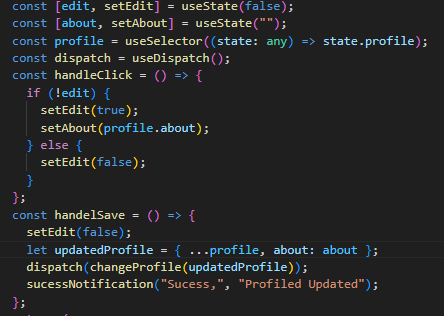 const [edit, setEdit] = useState(false);
const [about, setAbout] = useState("");
const profile = useSelector((state: any) => state.profile);
const dispatch = useDispatch();
const handleClick = () => {
if (!edit) {
setEdit(true);
setAbout(profile.about);
} else {
setEdit(false);
}
};
const handelSave = () => {
setEdit(false);
let updatedProfile = { ...profile, about: about };
dispatch(changeProfile(updatedProfile));
sucessNotification("Sucess,", "Profiled Updated");
};